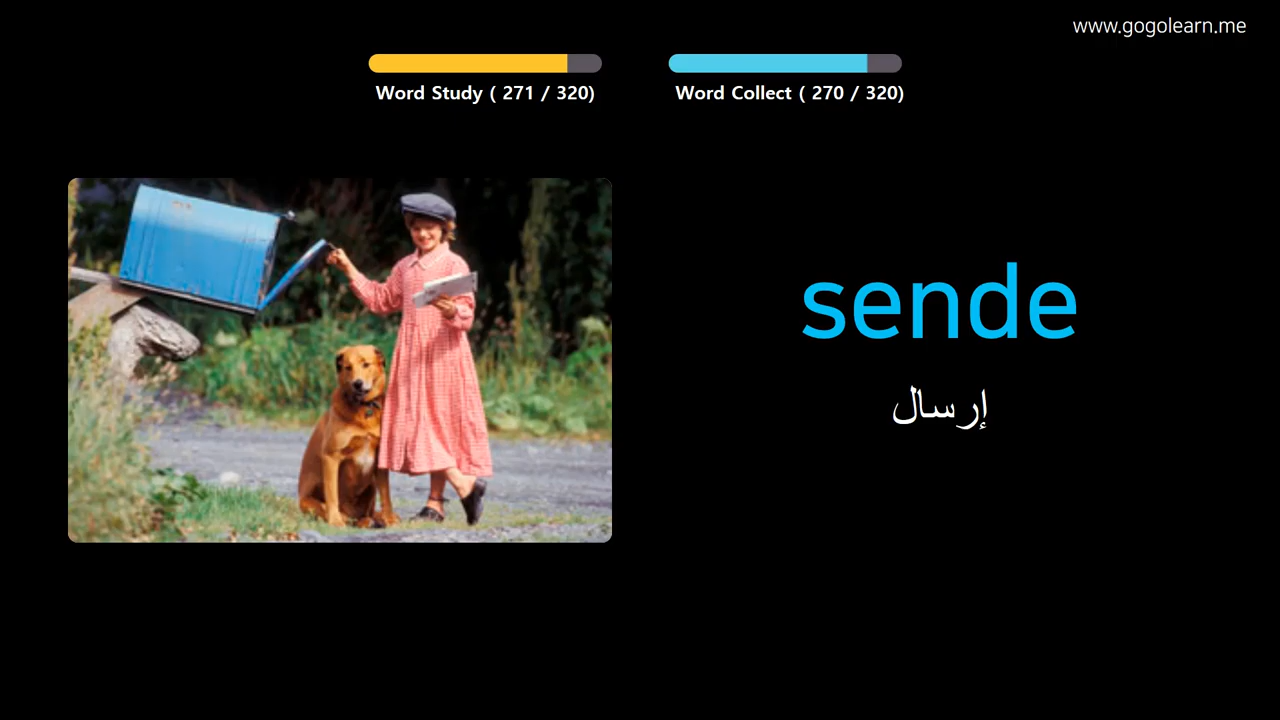 www.gogolearn.me
Word Study ( 271 / 320)
Word Collect ( 270 / 320)
sende
إرسال